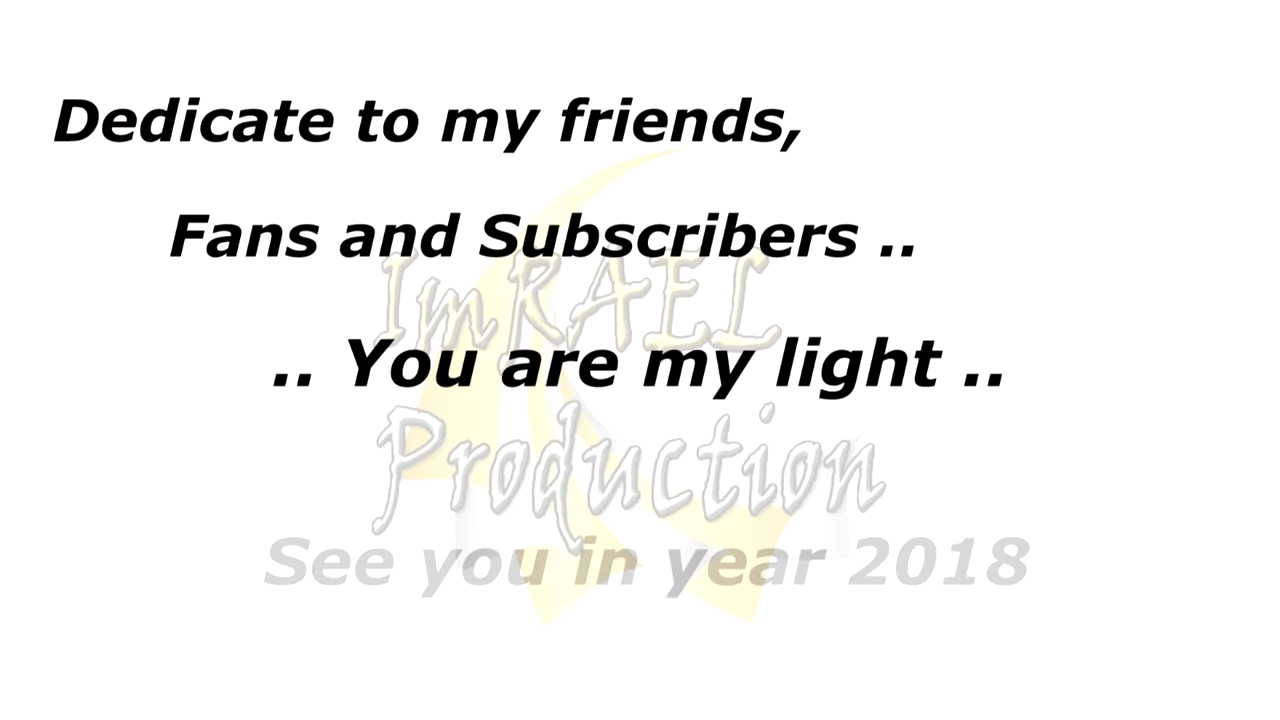 Dedicate to my friends,
Fans and Subscribers ..
ImRAEL
.. You are my light ..
Production
See you in year 2018